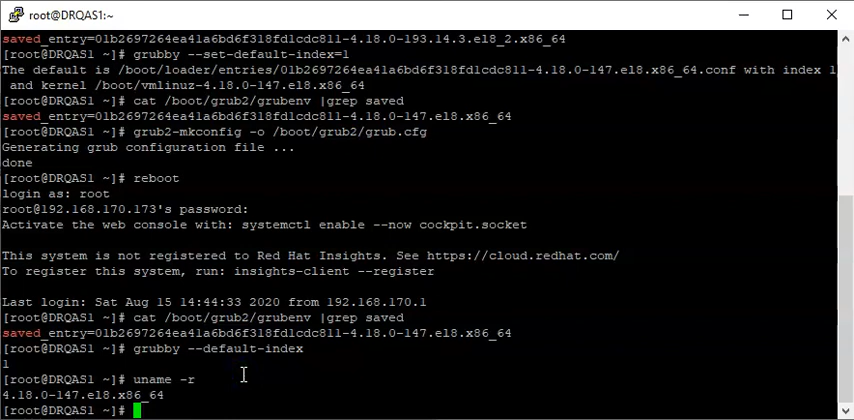 root@DRQAS1:~
saved_entry=01b2697264ea41a6bd6f318fd1cdc811-4.18.0-193.14.3.el8_2.x86_64
[root@DRQAS1 ~]# grubby --set-default-index=1
The default is /boot/loader/entries/01b2697264ea41a6bd6f318fd1cdc811-4.18.0-147.el8.x86_64.conf with index 1
 and kernel /boot/vmlinuz-4.18.0-147.el8.x86_64
[root@DRQAS1 ~]# cat /boot/grub2/grubenv |grep saved
saved_entry=01b2697264ea41a6bd6f318fd1cdc811-4.18.0-147.el8.x86_64
[root@DRQAS1 ~]# grub2-mkconfig -o /boot/grub2/grub.cfg
Generating grub configuration file ...
done
[root@DRQAS1 ~]# reboot
login as: root
root@192.168.170.173's password:
Activate the web console with: systemctl enable --now cockpit.socket
This system is not registered to Red Hat Insights. See https://cloud.redhat.com/
To register this system, run: insights-client --register
Last login: Sat Aug 15 14:44:33 2020 from 192.168.170.1
[root@DRQAS1 ~]# cat /boot/grub2/grubenv |grep saved
saved_entry=01b2697264ea41a6bd6f318fd1cdc811-4.18.0-147.el8.x86_64
[root@DRQAS1 ~]# grubby --default-index
1
[root@DRQAS1 ~]# uname -r
4.18.0-147.el8.x86_64
[root@DRQAS1 ~]#